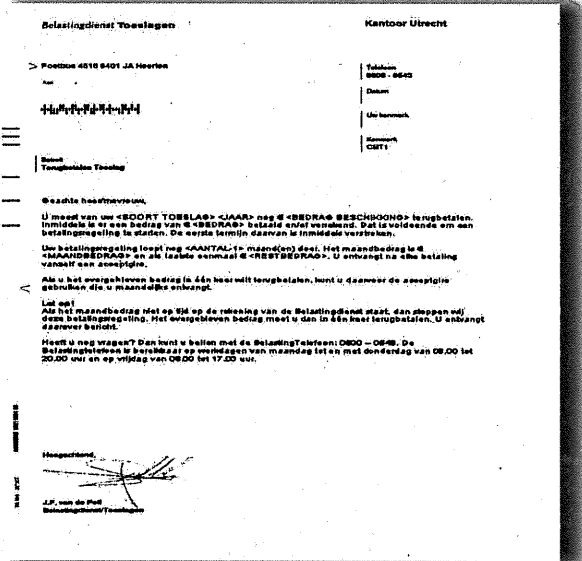 Belastingdienst Toeslagen
Kantoor Utrecht
Postbus 4510 6401 JA Heerlen
Telefoon
0800 - 0543
Aan
Datum
Uw kenmerk
Kenmerk
Betreft
Terugbetalen Toeslag
Geachte heer/mevrouw,
U moest van uw <SOORT TOESLAG> <JAAR> nog € <BEDRAG BESCHIKKING> terugbetalen.
Inmiddels is er een bedrag van € <BEDRAG> betaald en/of verrekend. Dat is voldoende om een
betalingsregeling te starten. De eerste termijn daarvan is inmiddels verstreken.
Uw betalingsregeling loopt nog <AANTAL-1> maand(en) door. Het maandbedrag is €
<MAANDBEDRAG> en als laatste eenmaal € <RESTBEDRAG>. U ontvangt na elke betaling
vanzelf een acceptgiro.
Als u het overgebleven bedrag in één keer wilt terugbetalen, kunt u daarvoor de acceptgiro
gebruiken die u maandelijks ontvangt.
Let op!
Als het maandbedrag niet op tijd op de rekening van de Belastingdienst staat, dan stoppen wij
deze betalingsregeling. Het overgebleven bedrag moet u dan in één keer terugbetalen. U ontvangt
daarover bericht.
Heeft u nog vragen? Dan kunt u bellen met de BelastingTelefoon: 0800 – 0543. De
Belastingtelefoon is bereikbaar op werkdagen van maandag tot en met donderdag van 08.00 tot
20.00 uur en op vrijdag van 08.00 tot 17.00 uur.
Hoogachtend,
J.F. van de
Belastingdienst/Toeslagen